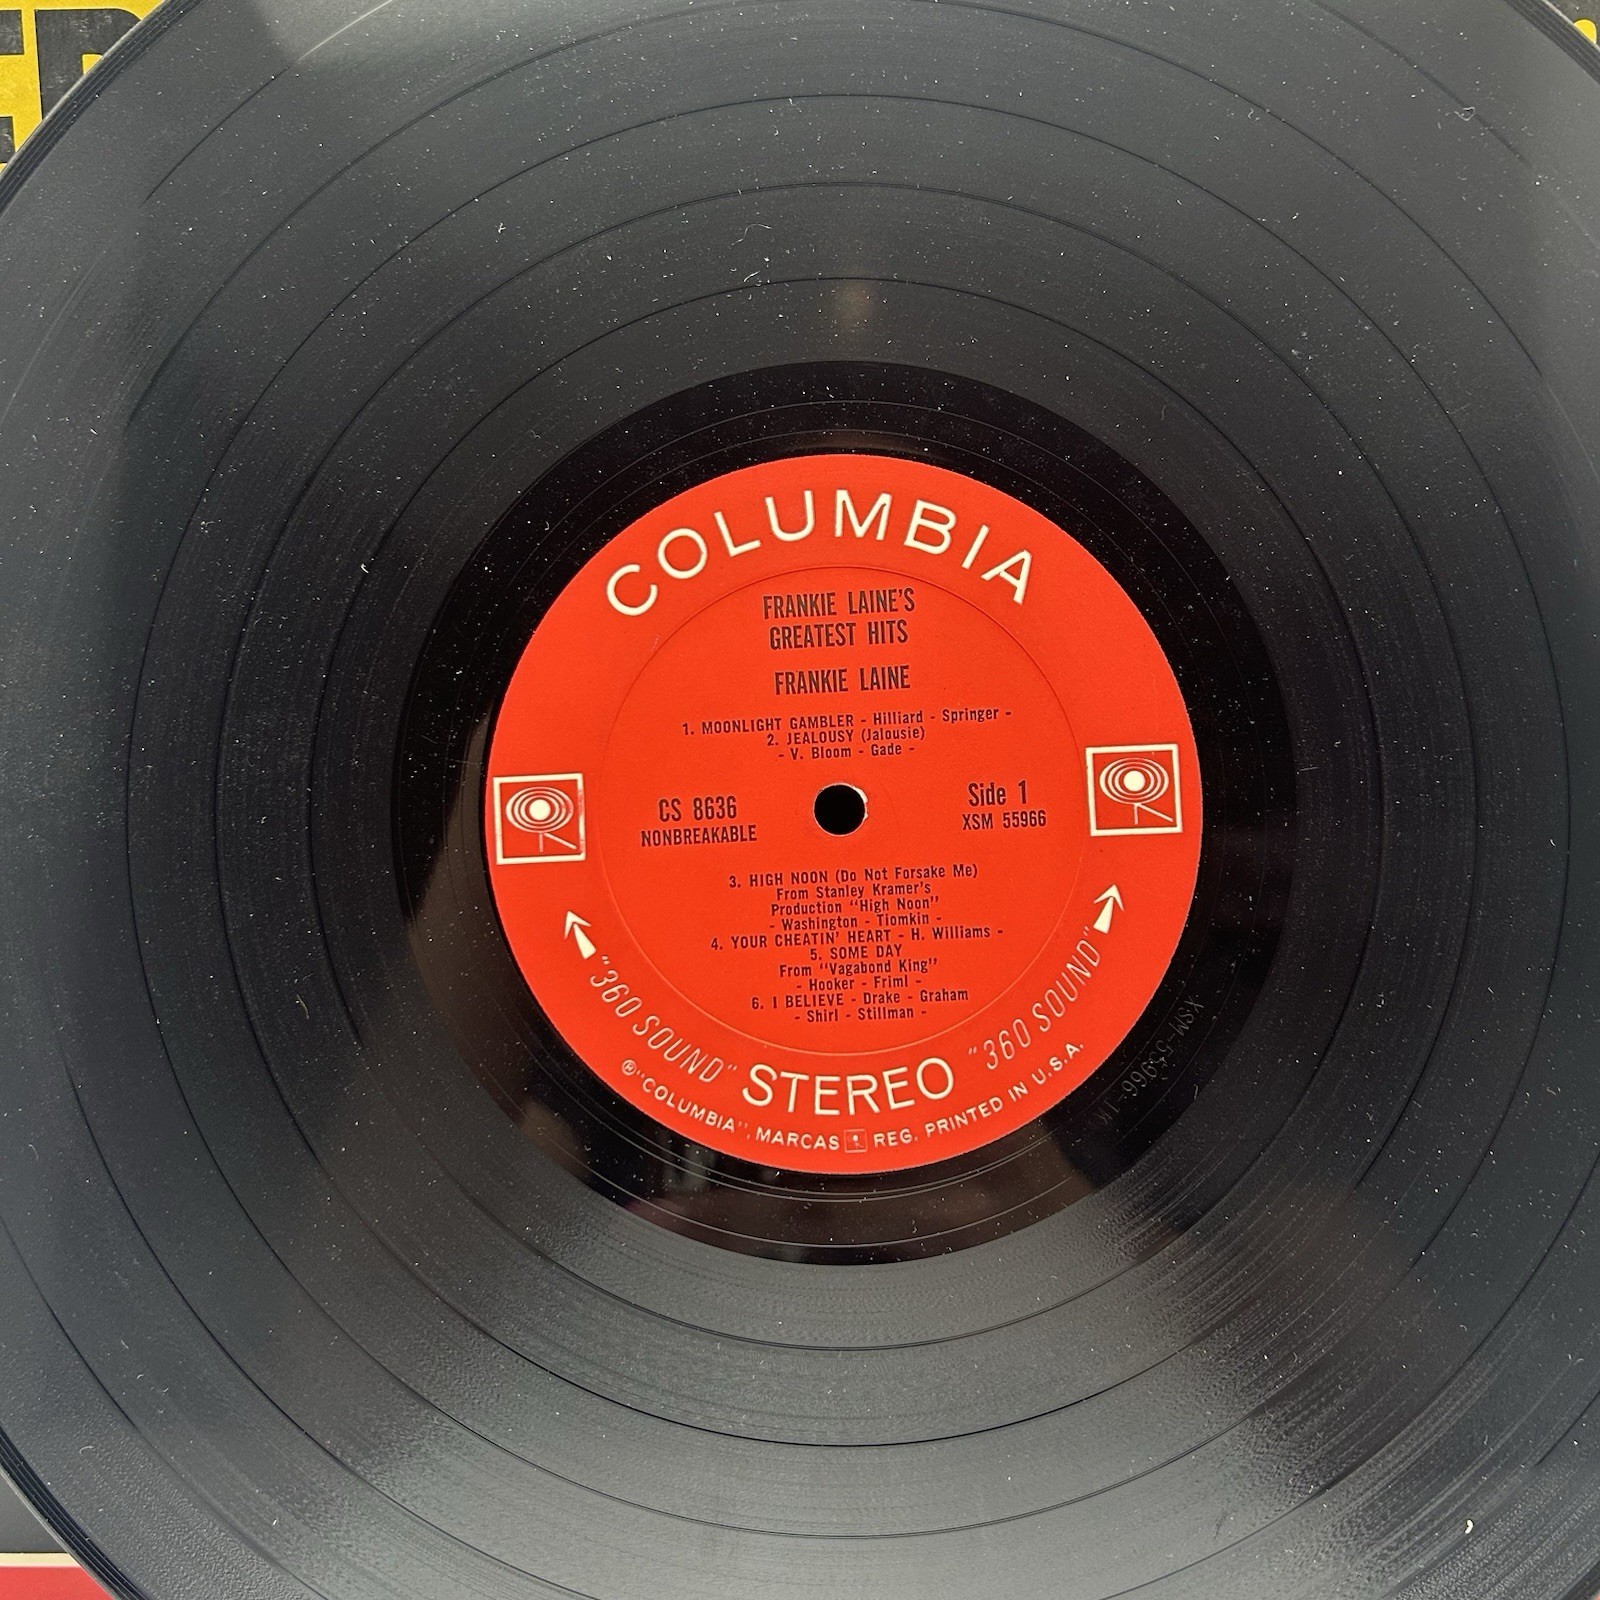 COLUMBIA
FRANKIE LAINE'S
GREATEST HITS
FRANKIE LAINE
1. MOONLIGHT GAMBLER - Hilliard - Springer -
2. JEALOUSY (Jalousie)
- V. Bloom - Gade -
CS 8636
NONBREAKABLE
Side 1
XSM 55966
3. HIGH NOON (Do Not Forsake Me)
From Stanley Kramer's
Production "High Noon"
- Washington - Tiomkin -
4. YOUR CHEATIN' HEART - H. Williams -
5. SOME DAY
From "Vagabond King"
- Hooker - Friml -
6. I BELIEVE - Drake - Graham
- Shirl - Stillman -
"360 SOUND" STEREO "360 SOUND"
® "COLUMBIA", MARCAS REG. PRINTED IN U.S.A.